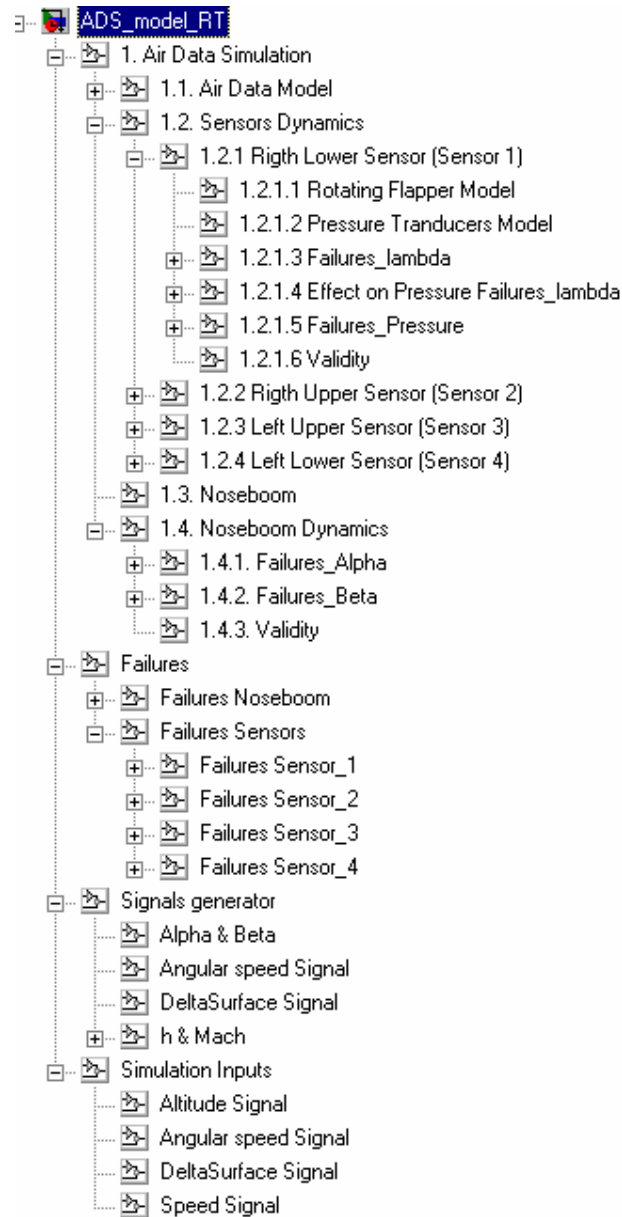 ADS_model_RT
1. Air Data Simulation
1.1. Air Data Model
1.2. Sensors Dynamics
1.2.1 Rigth Lower Sensor (Sensor 1)
1.2.1.1 Rotating Flapper Model
1.2.1.2 Pressure Tranducers Model
1.2.1.3 Failures_lambda
1.2.1.4 Effect on Pressure Failures_lambda
1.2.1.5 Failures_Pressure
1.2.1.6 Validity
1.2.2 Rigth Upper Sensor (Sensor 2)
1.2.3 Left Upper Sensor (Sensor 3)
1.2.4 Left Lower Sensor (Sensor 4)
1.3. Noseboom
1.4. Noseboom Dynamics
1.4.1. Failures_Alpha
1.4.2. Failures_Beta
1.4.3. Validity
Failures
Failures Noseboom
Failures Sensors
Failures Sensor_1
Failures Sensor_2
Failures Sensor_3
Failures Sensor_4
Signals generator
Alpha & Beta
Angular speed Signal
DeltaSurface Signal
h & Mach
Simulation Inputs
Altitude Signal
Angular speed Signal
DeltaSurface Signal
Speed Signal